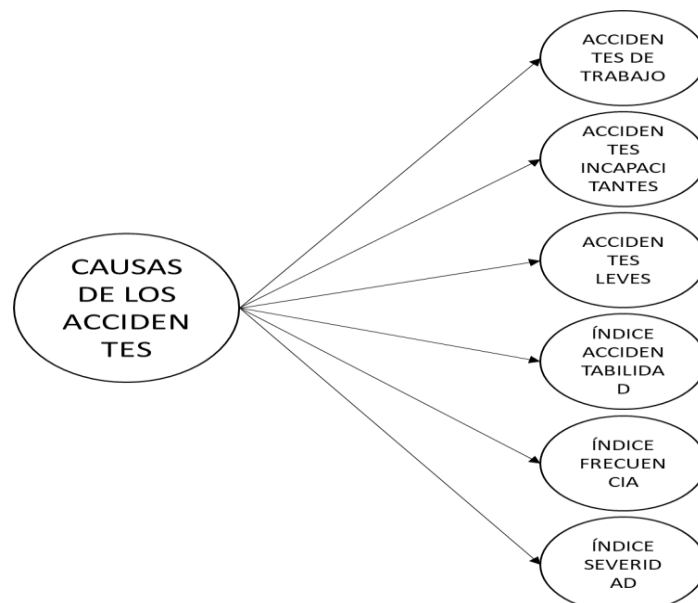 ACCIDEN
TES DE
TRABAJO
ACCIDEN
TES
INCAPACI
TANTES
ACCIDEN
TES
LEVES
CAUSAS
DE LOS
ACCIDEN
TES
ÍNDICE
ACCIDEN
TABILIDA
D
ÍNDICE
FRECUEN
CIA
ÍNDICE
SEVERID
AD